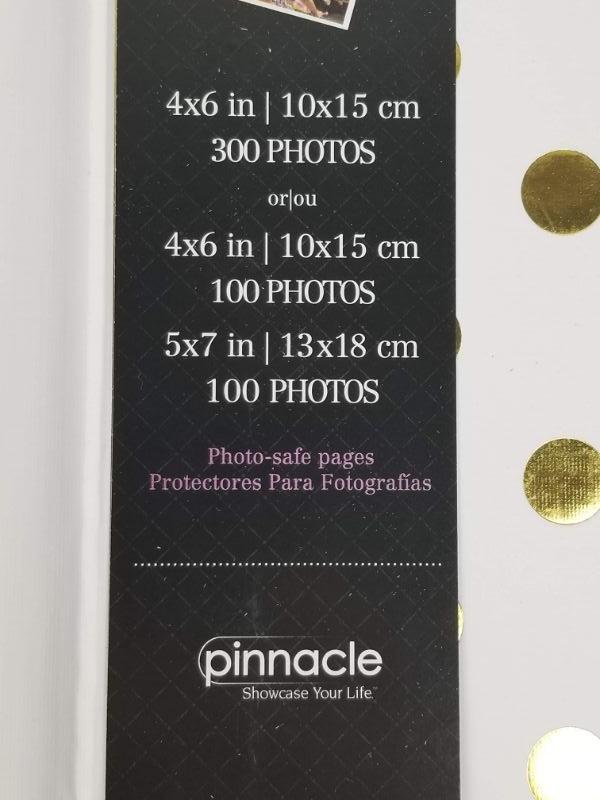 4x6 in | 10x15 cm
300 PHOTOS
or|ou
4x6 in | 10x15 cm
100 PHOTOS
5x7 in | 13x18 cm
100 PHOTOS
Photo-safe pages
Protectores Para Fotografías
pinnacle
Showcase Your Life.™